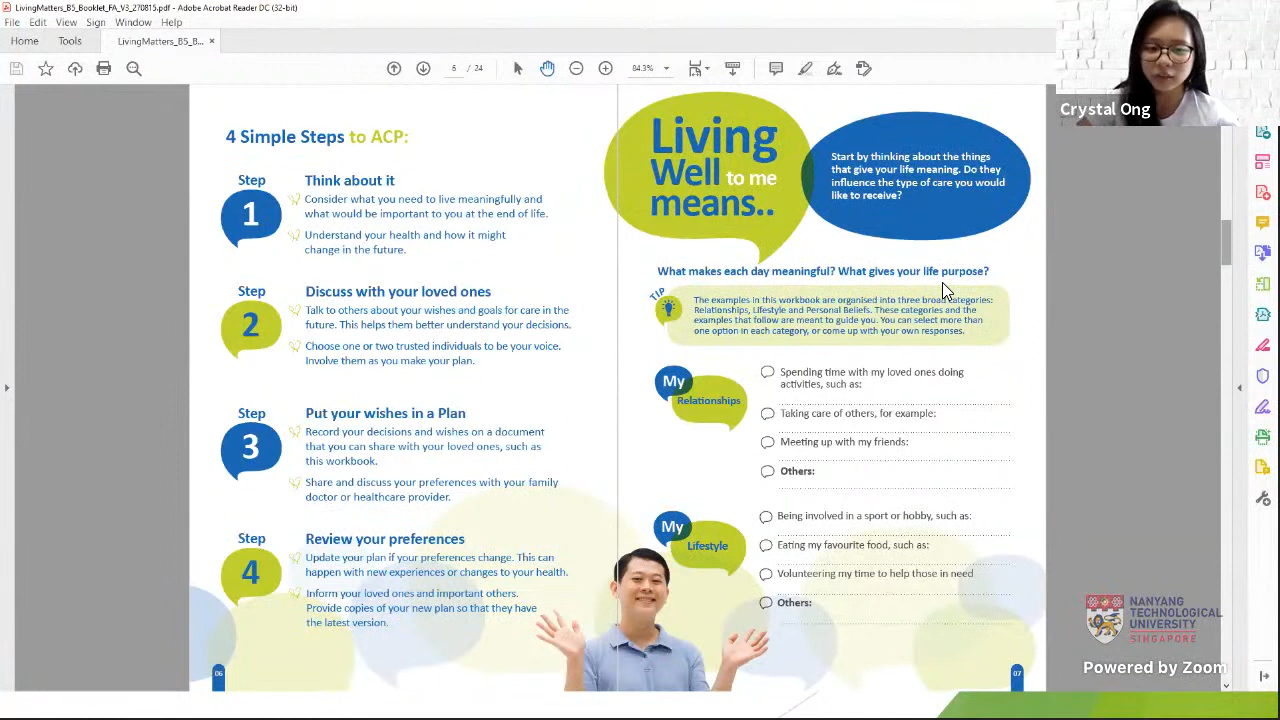 LivingMatters_B5_Booklet_FA_V3_270815.pdf - Adobe Acrobat Reader DC (32-bit)
File Edit View Sign Window Help
Home Tools LivingMatters_B5_B... ×
6 / 24 84.3%
Crystal Ong
4 Simple Steps to ACP:
Step
1
Think about it
Consider what you need to live meaningfully and
what would be important to you at the end of life.
Understand your health and how it might
change in the future.
Step
2
Discuss with your loved ones
Talk to others about your wishes and goals for care in the
future. This helps them better understand your decisions.
Choose one or two trusted individuals to be your voice.
Involve them as you make your plan.
Step
3
Put your wishes in a Plan
Record your decisions and wishes on a document
that you can share with your loved ones, such as
this workbook.
Share and discuss your preferences with your family
doctor or healthcare provider.
Step
4
Review your preferences
Update your plan if your preferences change. This can
happen with new experiences or changes to your health.
Inform your loved ones and important others.
Provide copies of your new plan so that they have
the latest version.
06
Living
Well to me
means..
Start by thinking about the things
that give your life meaning. Do they
influence the type of care you would
like to receive?
What makes each day meaningful? What gives your life purpose?
TIP
The examples in this workbook are organised into three broad categories:
Relationships, Lifestyle and Personal Beliefs. These categories and the
examples that follow are meant to guide you. You can select more than
one option in each category, or come up with your own responses.
My
Relationships
Spending time with my loved ones doing
activities, such as:
Taking care of others, for example:
Meeting up with my friends:
Others:
My
Lifestyle
Being involved in a sport or hobby, such as:
Eating my favourite food, such as:
Volunteering my time to help those in need
Others:
07
NANYANG
TECHNOLOGICAL
UNIVERSITY
SINGAPORE
Powered by Zoom